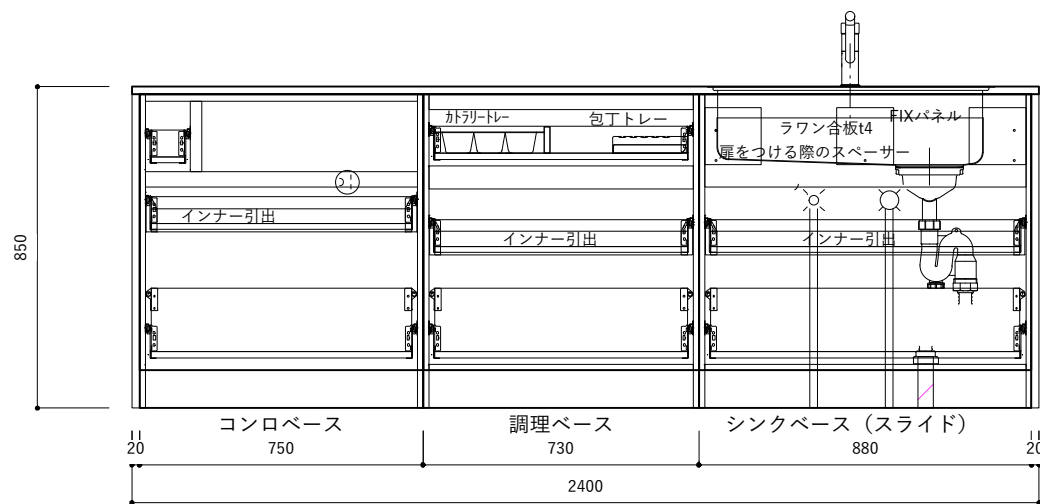 カトラリートレー
包丁トレー
FIXパネル
ラワン合板t4
扉をつける際のスペーサー
インナー引出
インナー引出
インナー引出
850
コンロベース
調理ベース
シンクベース（スライド）
20
750
730
880
20
2400